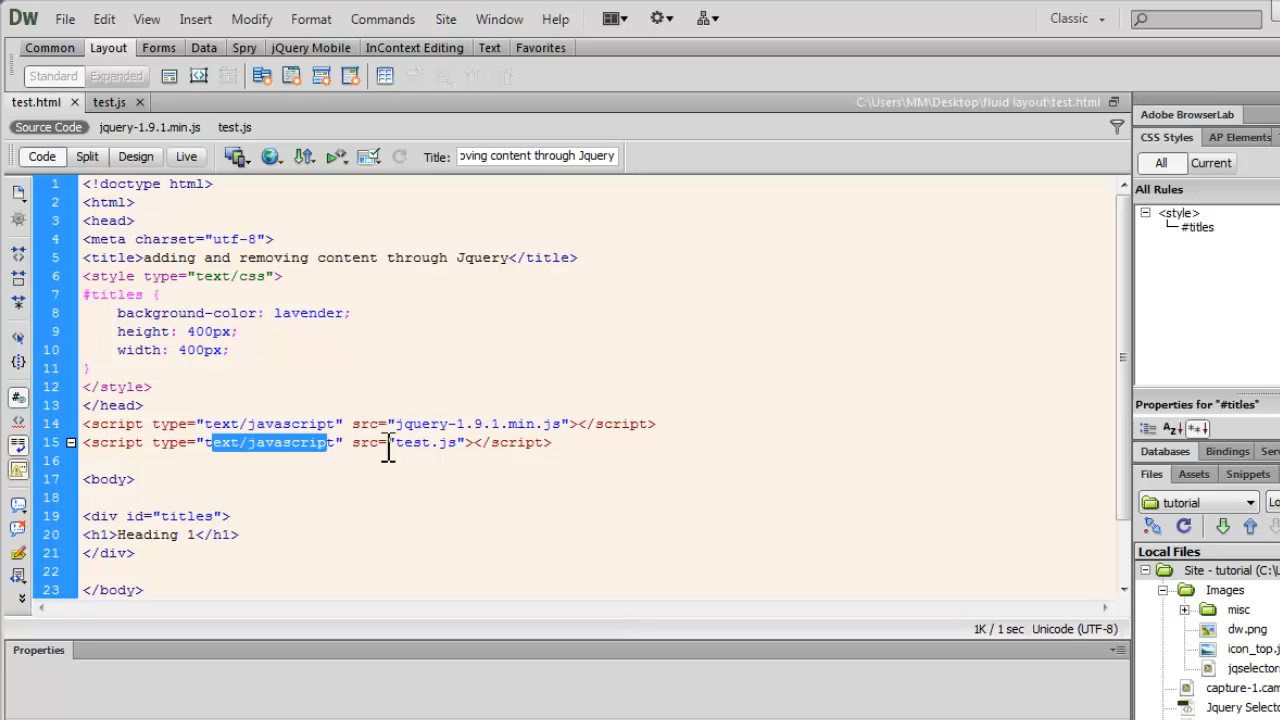 Dw File Edit View Insert Modify Format Commands Site Window Help Classic
Common Layout Forms Data Spry jQuery Mobile InContext Editing Text Favorites
Standard Expanded
test.html test.js C:\Users\MM\Desktop\fluid layout\test.html
Source Code jquery-1.9.1.min.js test.js
Code Split Design Live Title: oving content through Jquery
1 <!doctype html>
2 <html>
3 <head>
4 <meta charset="utf-8">
5 <title>adding and removing content through Jquery</title>
6 <style type="text/css">
7 #titles {
8 background-color: lavender;
9 height: 400px;
10 width: 400px;
11 }
12 </style>
13 </head>
14 <script type="text/javascript" src="jquery-1.9.1.min.js"></script>
15 <script type="text/javascript" src="test.js"></script>
16
17 <body>
18
19 <div id="titles">
20 <h1>Heading 1</h1>
21 </div>
22
23 </body>
1K / 1 sec Unicode (UTF-8)
Properties
Adobe BrowserLab
CSS Styles AP Elements
All Current
All Rules
<style>
#titles
Properties for "#titles"
Az
Databases Bindings Ser
Files Assets Snippets
tutorial Lo
Local Files
Site - tutorial (C:\L
Images
misc
dw.png
icon_top.j
jqselectors
capture-1.cam
Jquery Selec